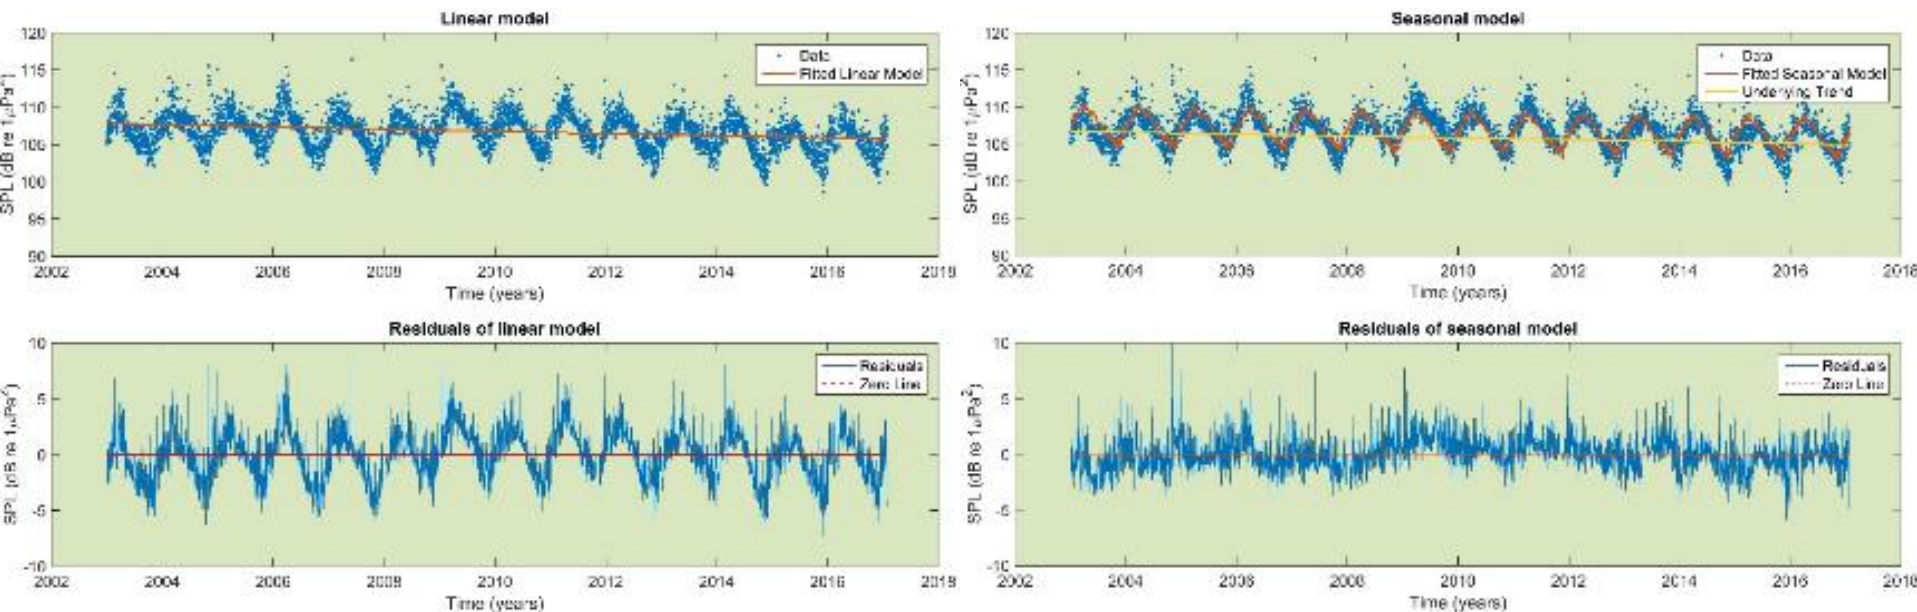 Linear model
120
115
110
105
100
95
90
SPL (dB re 1μPa²)
Data
Fitted Linear Model
2002 2004 2006 2008 2010 2012 2014 2016 2018
Time (years)
Seasonal model
120
115
110
105
100
95
90
SPL (dB re 1μPa²)
Data
Fitted Seasonal Model
Underlying Trend
2002 2004 2006 2008 2010 2012 2014 2016 2018
Time (years)
Residuals of linear model
10
5
0
-5
-10
SPL (dB re 1μPa²)
Residuals
Zero Line
2002 2004 2006 2008 2010 2012 2014 2016 2018
Time (years)
Residuals of seasonal model
10
5
0
-5
-10
SPL (dB re 1μPa²)
Residuals
Zero Line
2002 2004 2006 2008 2010 2012 2014 2016 2018
Time (years)